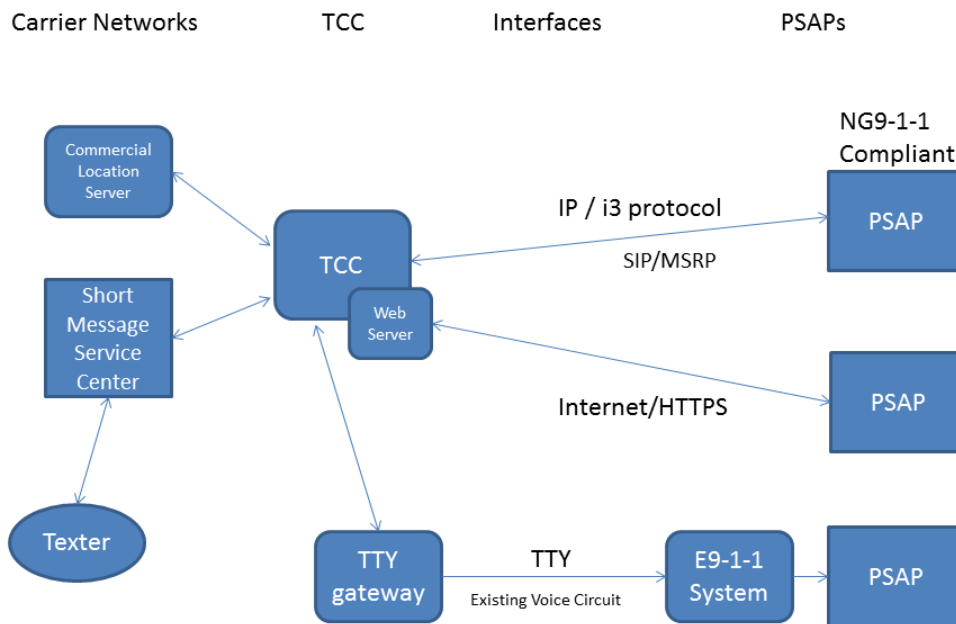 Carrier Networks
TCC
Interfaces
PSAPs
Commercial
Location
Server
Short
Message
Service
Center
Texter
TCC
Web
Server
IP / i3 protocol
SIP/MSRP
Internet/HTTPS
NG9-1-1
Compliant
PSAP
PSAP
TTY
gateway
TTY
Existing Voice Circuit
E9-1-1
System
PSAP